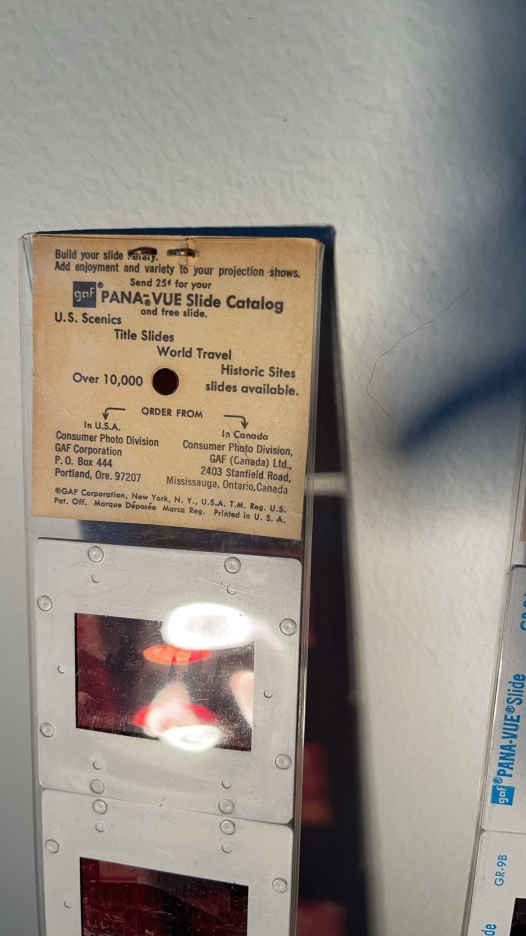 Build your slide library.
Add enjoyment and variety to your projection shows.
Send 25¢ for your
gaf® PANA-VUE® Slide Catalog
and free slide.
U.S. Scenics
Title Slides
World Travel
Historic Sites
Over 10,000
slides available.
ORDER FROM
In U.S.A.
Consumer Photo Division
GAF Corporation
P. O. Box 444
Portland, Ore. 97207
In Canada
Consumer Photo Division,
GAF (Canada) Ltd.,
2403 Stanfield Road,
Mississauga, Ontario, Canada
®GAF Corporation, New York, N. Y., U.S.A. T.M. Reg. U.S.
Pat. Off. Marque Déposée Marca Reg. Printed in U. S. A.
gaf® PANA-VUE® Slide
GR-9B